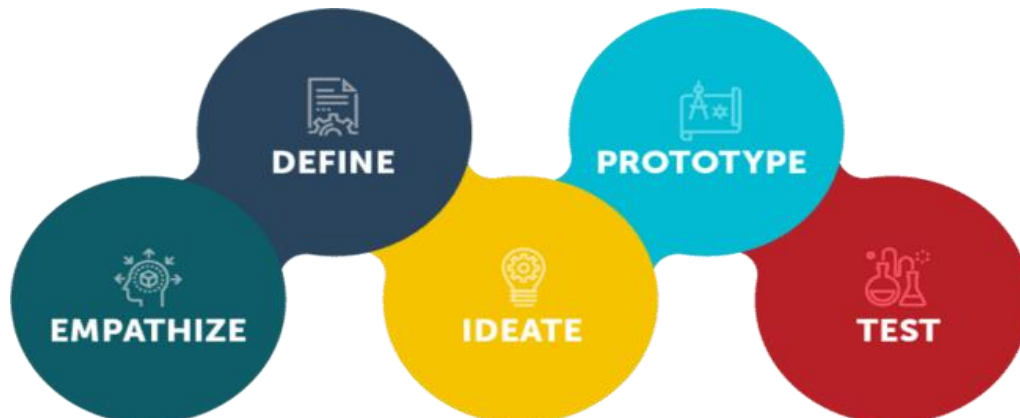 EMPATHIZE
DEFINE
IDEATE
PROTOTYPE
TEST